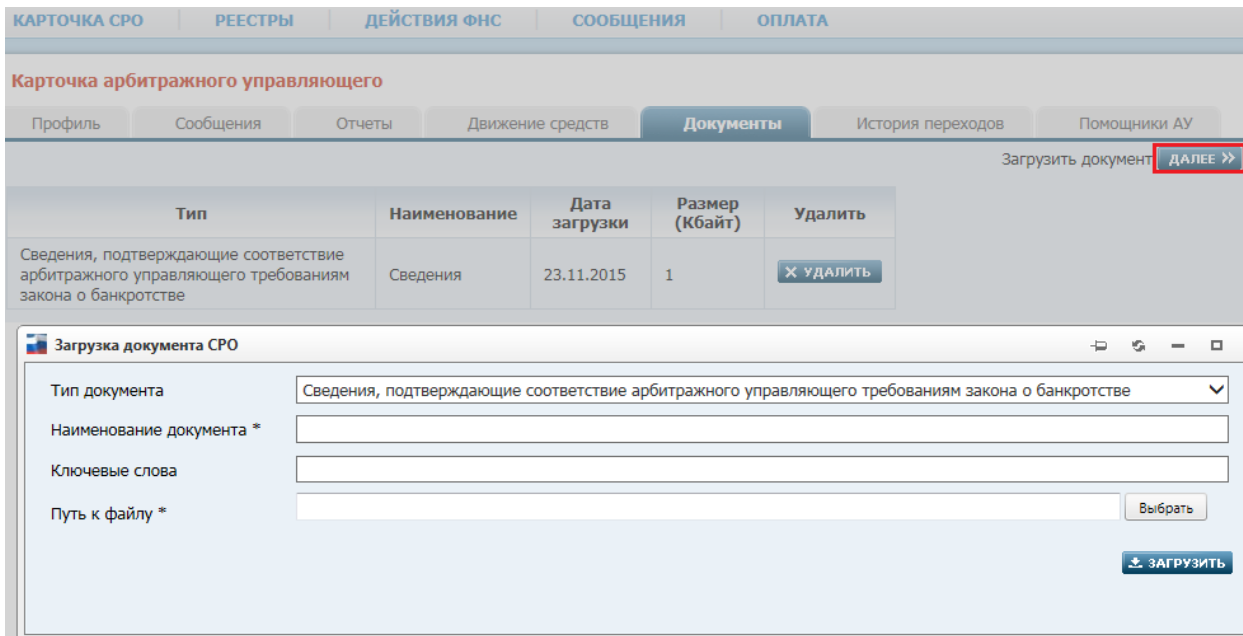 КАРТОЧКА СРО РЕЕСТРЫ ДЕЙСТВИЯ ФНС СООБЩЕНИЯ ОПЛАТА
Карточка арбитражного управляющего
Профиль Сообщения Отчеты Движение средств Документы История переходов Помощники АУ
Загрузить документ ДАЛЕЕ
Тип Наименование Дата загрузки Размер (Кбайт) Удалить
Сведения, подтверждающие соответствие
арбитражного управляющего требованиям
закона о банкротстве
Сведения 23.11.2015 1 X УДАЛИТЬ
Загрузка документа СРО
Тип документа Сведения, подтверждающие соответствие арбитражного управляющего требованиям закона о банкротстве
Наименование документа *
Ключевые слова
Путь к файлу * Выбрать
ЗАГРУЗИТЬ